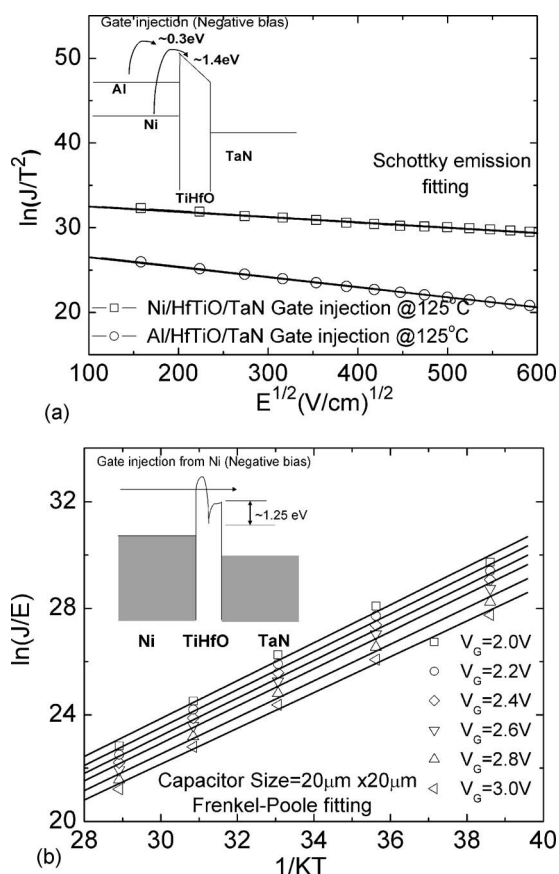 Gate injection (Negative bias)
~0.3eV
~1.4eV
Al
Ni
TaN
TiHfO
Schottky emission
fitting
ln(J/T²)
50
40
30
20
Ni/HfTiO/TaN Gate injection @125°C
Al/HfTiO/TaN Gate injection @125°C
100 200 300 400 500 600
(a)
E^1/2(V/cm)^1/2
Gate injection from Ni (Negative bias)
~1.25 eV
Ni TiHfO TaN
ln(J/E)
32
28
24
20
V_G=2.0V
V_G=2.2V
V_G=2.4V
V_G=2.6V
V_G=2.8V
V_G=3.0V
Capacitor Size=20μm x20μm
Frenkel-Poole fitting
28 30 32 34 36 38 40
(b)
1/KT